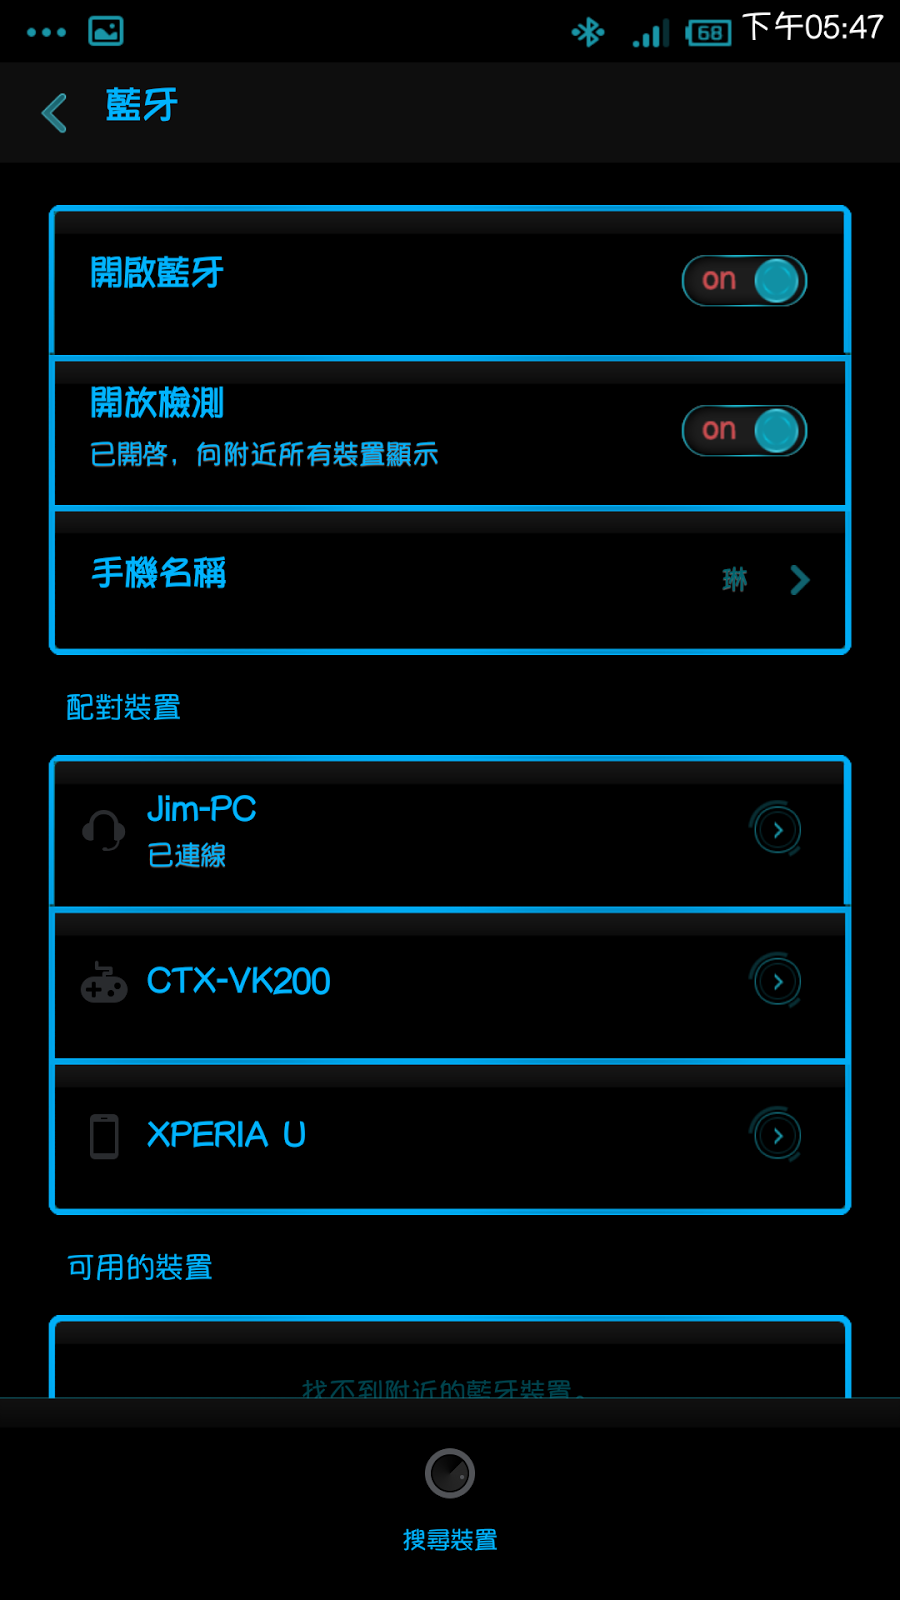 68 下午05:47
藍牙
開啟藍牙
on
開放檢測
已開啓，向附近所有裝置顯示
on
手機名稱
琳
配對裝置
Jim-PC
已連線
CTX-VK200
XPERIA U
可用的裝置
找不到附近的藍牙裝置。
搜尋裝置